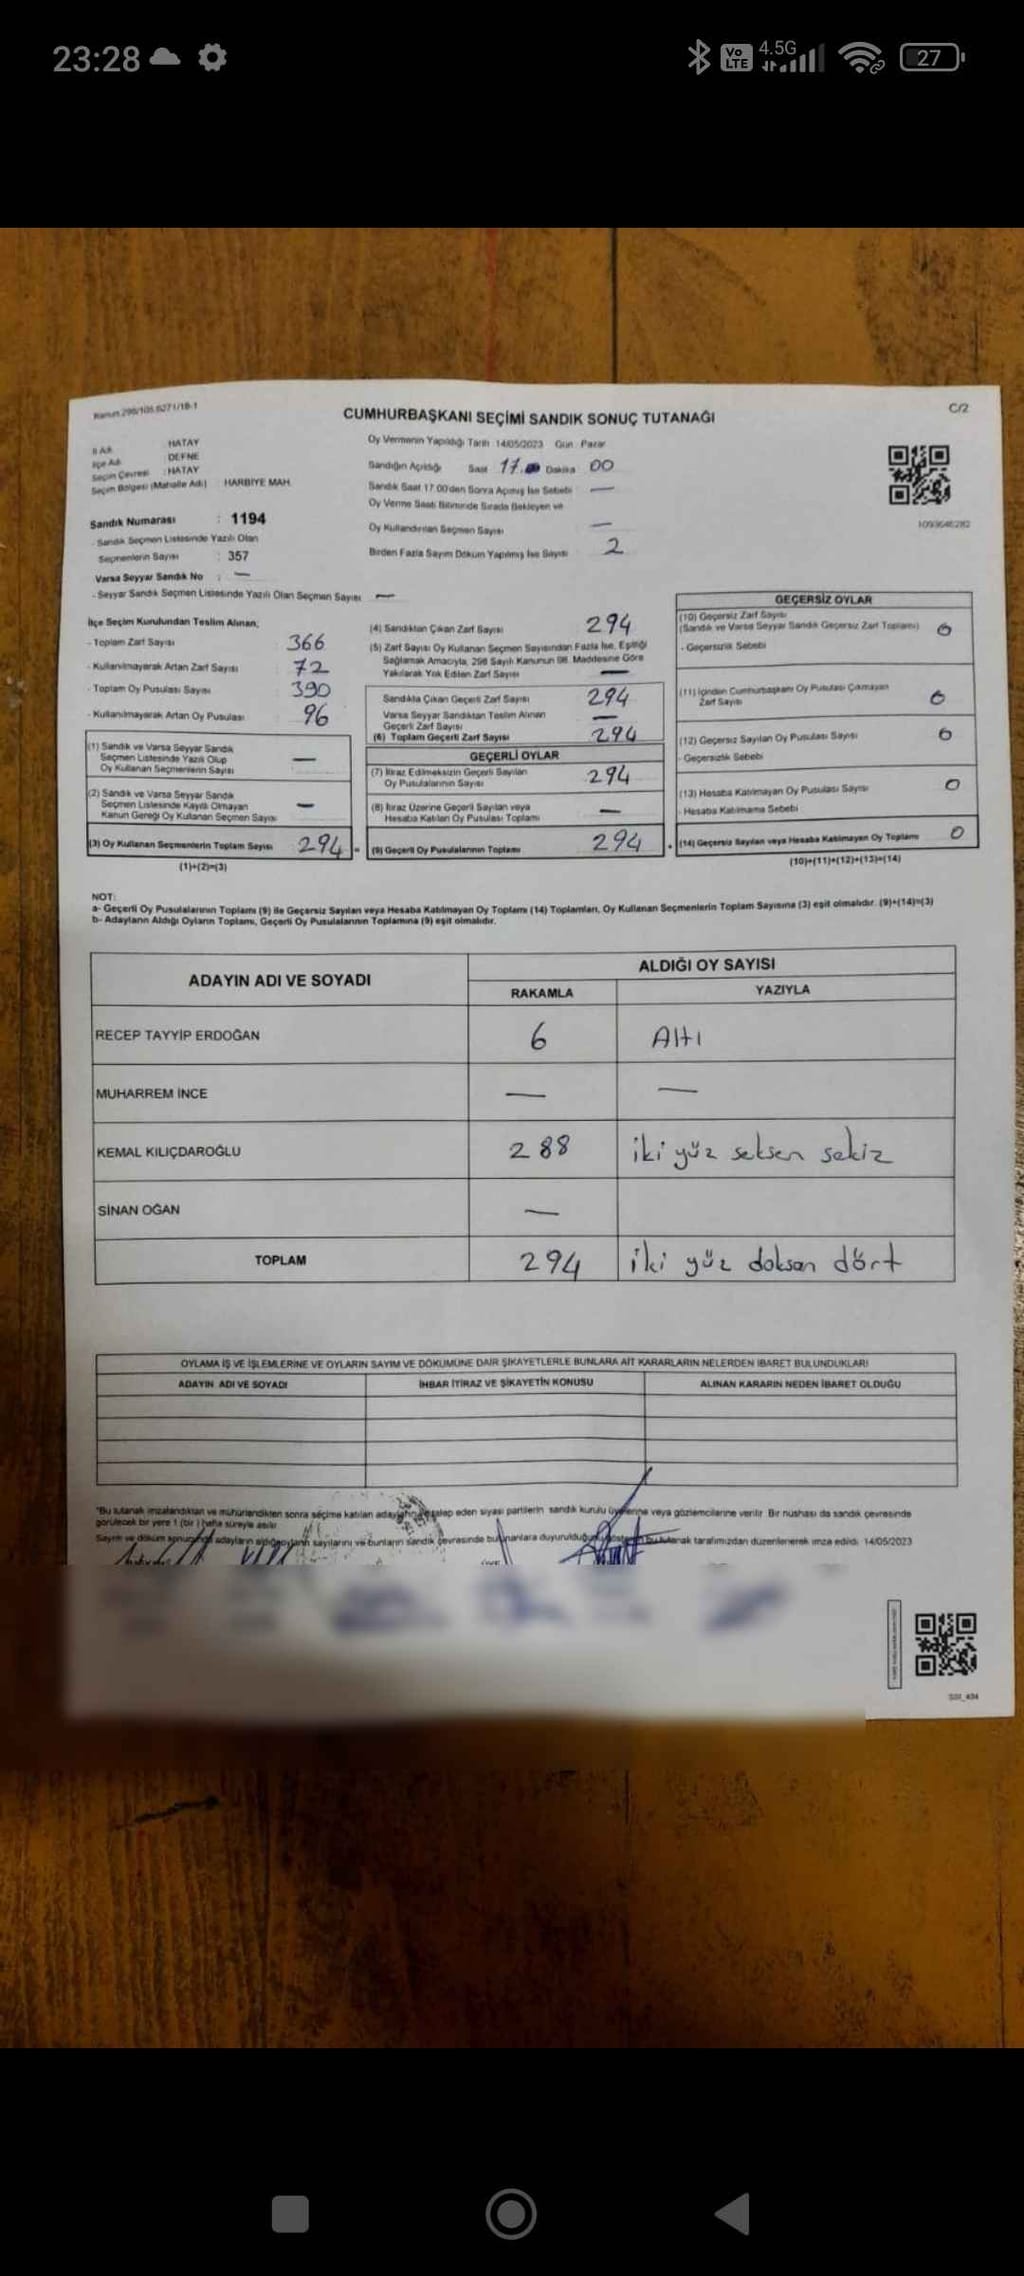 23:28
Vo LTE 4.5G 27
Kanun 298/105.6271/18-1
C/2
CUMHURBAŞKANI SEÇİMİ SANDIK SONUÇ TUTANAĞI
İl Adı : HATAY
İlçe Adı : DEFNE
Seçim Çevresi : HATAY
Seçim Bölgesi (Mahalle Adı) HARBİYE MAH.
Sandık Numarası : 1194
- Sandık Seçmen Listesinde Yazılı Olan
Seçmenlerin Sayısı : 357
Varsa Seyyar Sandık No : —
- Seyyar Sandık Seçmen Listesinde Yazılı Olan Seçmen Sayısı —
Oy Vermenin Yapıldığı Tarih 14/05/2023 Gün Pazar
Sandığın Açıldığı Saat 17.00 Dakika 00
Sandık Saat 17.00'den Sonra Açılmış İse Sebebi —
Oy Verme Saati Bitiminde Sırada Bekleyen ve
Oy Kullandırılan Seçmen Sayısı —
Birden Fazla Sayım Döküm Yapılmış İse Sayısı 2
1093646282
İlçe Seçim Kurulundan Teslim Alınan;
- Toplam Zarf Sayısı 366
- Kullanılmayarak Artan Zarf Sayısı 72
- Toplam Oy Pusulası Sayısı 390
- Kullanılmayarak Artan Oy Pusulası 96
(1) Sandık ve Varsa Seyyar Sandık
Seçmen Listesinde Yazılı Olup
Oy Kullanan Seçmenlerin Sayısı —
(2) Sandık ve Varsa Seyyar Sandık
Seçmen Listesinde Kayıtlı Olmayan
Kanun Gereği Oy Kullanan Seçmen Sayısı —
(3) Oy Kullanan Seçmenlerin Toplam Sayısı 294
(1)+(2)=(3)
(4) Sandıktan Çıkan Zarf Sayısı 294
(5) Zarf Sayısı Oy Kullanan Seçmen Sayısından Fazla İse, Eşitliği
Sağlamak Amacıyla, 298 Sayılı Kanunun 98. Maddesine Göre
Yakılarak Yok Edilen Zarf Sayısı —
Sandıkta Çıkan Geçerli Zarf Sayısı 294
Varsa Seyyar Sandıktan Teslim Alınan
Geçerli Zarf Sayısı —
(6) Toplam Geçerli Zarf Sayısı 294
GEÇERLİ OYLAR
(7) İtiraz Edilmeksizin Geçerli Sayılan
Oy Pusulalarının Sayısı 294
(8) İtiraz Üzerine Geçerli Sayılan veya
Hesaba Katılan Oy Pusulası Toplamı —
(9) Geçerli Oy Pusulalarının Toplamı 294
GEÇERSİZ OYLAR
(10) Geçersiz Zarf Sayısı
(Sandık ve Varsa Seyyar Sandık Geçersiz Zarf Toplamı) 0
- Geçersizlik Sebebi
(11) İçinden Cumhurbaşkanı Oy Pusulası Çıkmayan
Zarf Sayısı 0
(12) Geçersiz Sayılan Oy Pusulası Sayısı 0
- Geçersizlik Sebebi
(13) Hesaba Katılmayan Oy Pusulası Sayısı 0
- Hesaba Katılmama Sebebi
(14) Geçersiz Sayılan veya Hesaba Katılmayan Oy Toplamı 0
(10)+(11)+(12)+(13)=(14)
NOT:
a- Geçerli Oy Pusulalarının Toplamı (9) ile Geçersiz Sayılan veya Hesaba Katılmayan Oy Toplamı (14) Toplamları, Oy Kullanan Seçmenlerin Toplam Sayısına (3) eşit olmalıdır. (9)+(14)=(3)
b- Adayların Aldığı Oyların Toplamı, Geçerli Oy Pusulalarının Toplamına (9) eşit olmalıdır.
ADAYIN ADI VE SOYADI ALDIĞI OY SAYISI
RAKAMLA YAZIYLA
RECEP TAYYİP ERDOĞAN 6 Altı
MUHARREM İNCE — —
KEMAL KILIÇDAROĞLU 288 iki yüz seksen sekiz
SİNAN OĞAN —
TOPLAM 294 iki yüz doksan dört
OYLAMA İŞ VE İŞLEMLERİNE VE OYLARIN SAYIM VE DÖKÜMÜNE DAİR ŞİKAYETLERLE BUNLARA AİT KARARLARIN NELERDEN İBARET BULUNDUKLARI
ADAYIN ADI VE SOYADI İHBAR İTİRAZ VE ŞİKAYETİN KONUSU ALINAN KARARIN NEDEN İBARET OLDUĞU
*Bu tutanak imzalandıktan ve mühürlendikten sonra seçime katılan adaylara talep eden siyasi partilerin sandık kurulu üyelerine veya gözlemcilerine verilir. Bir nüshası da sandık çevresinde
görülecek bir yere 1 (bir) hafta süreyle asılır.
Sayım ve döküm sonucunda adayların aldığı oyların sayılarını ve bunların sandık çevresinde bulunanlara duyurulduğunu gösteren bu tutanak tarafımızdan düzenlenerek imza edildi. 14/05/2023
ÜYE